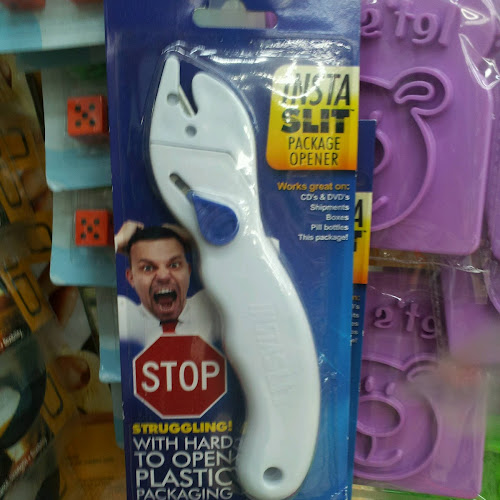 INSTA
SLIT
PACKAGE
OPENER
Works great on:
CD's & DVD's
Shipments
Boxes
Pill bottles
This package!
STOP
STRUGGLING!
WITH HARD
TO OPEN
PLASTIC
PACKAGING